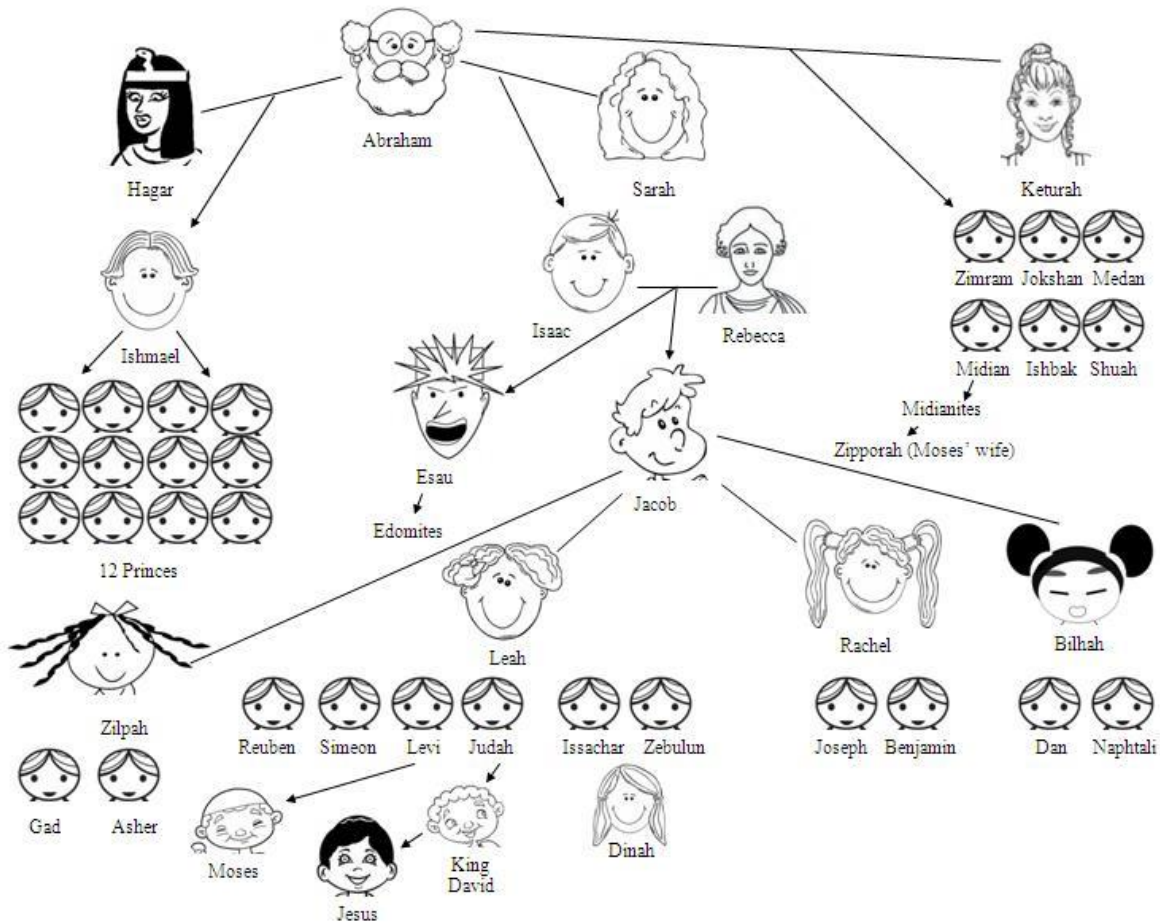 Abraham
Hagar
Sarah
Keturah
Zimram Jokshan Medan
Isaac
Rebecca
Ishmael
Midian Ishbak Shuah
Midianites
Zipporah (Moses' wife)
Esau
Jacob
Edomites
12 Princes
Leah
Rachel
Bilhah
Zilpah
Reuben Simeon Levi Judah Issachar Zebulun
Joseph Benjamin
Dan Naphtali
Gad Asher
Moses
King
David
Dinah
Jesus